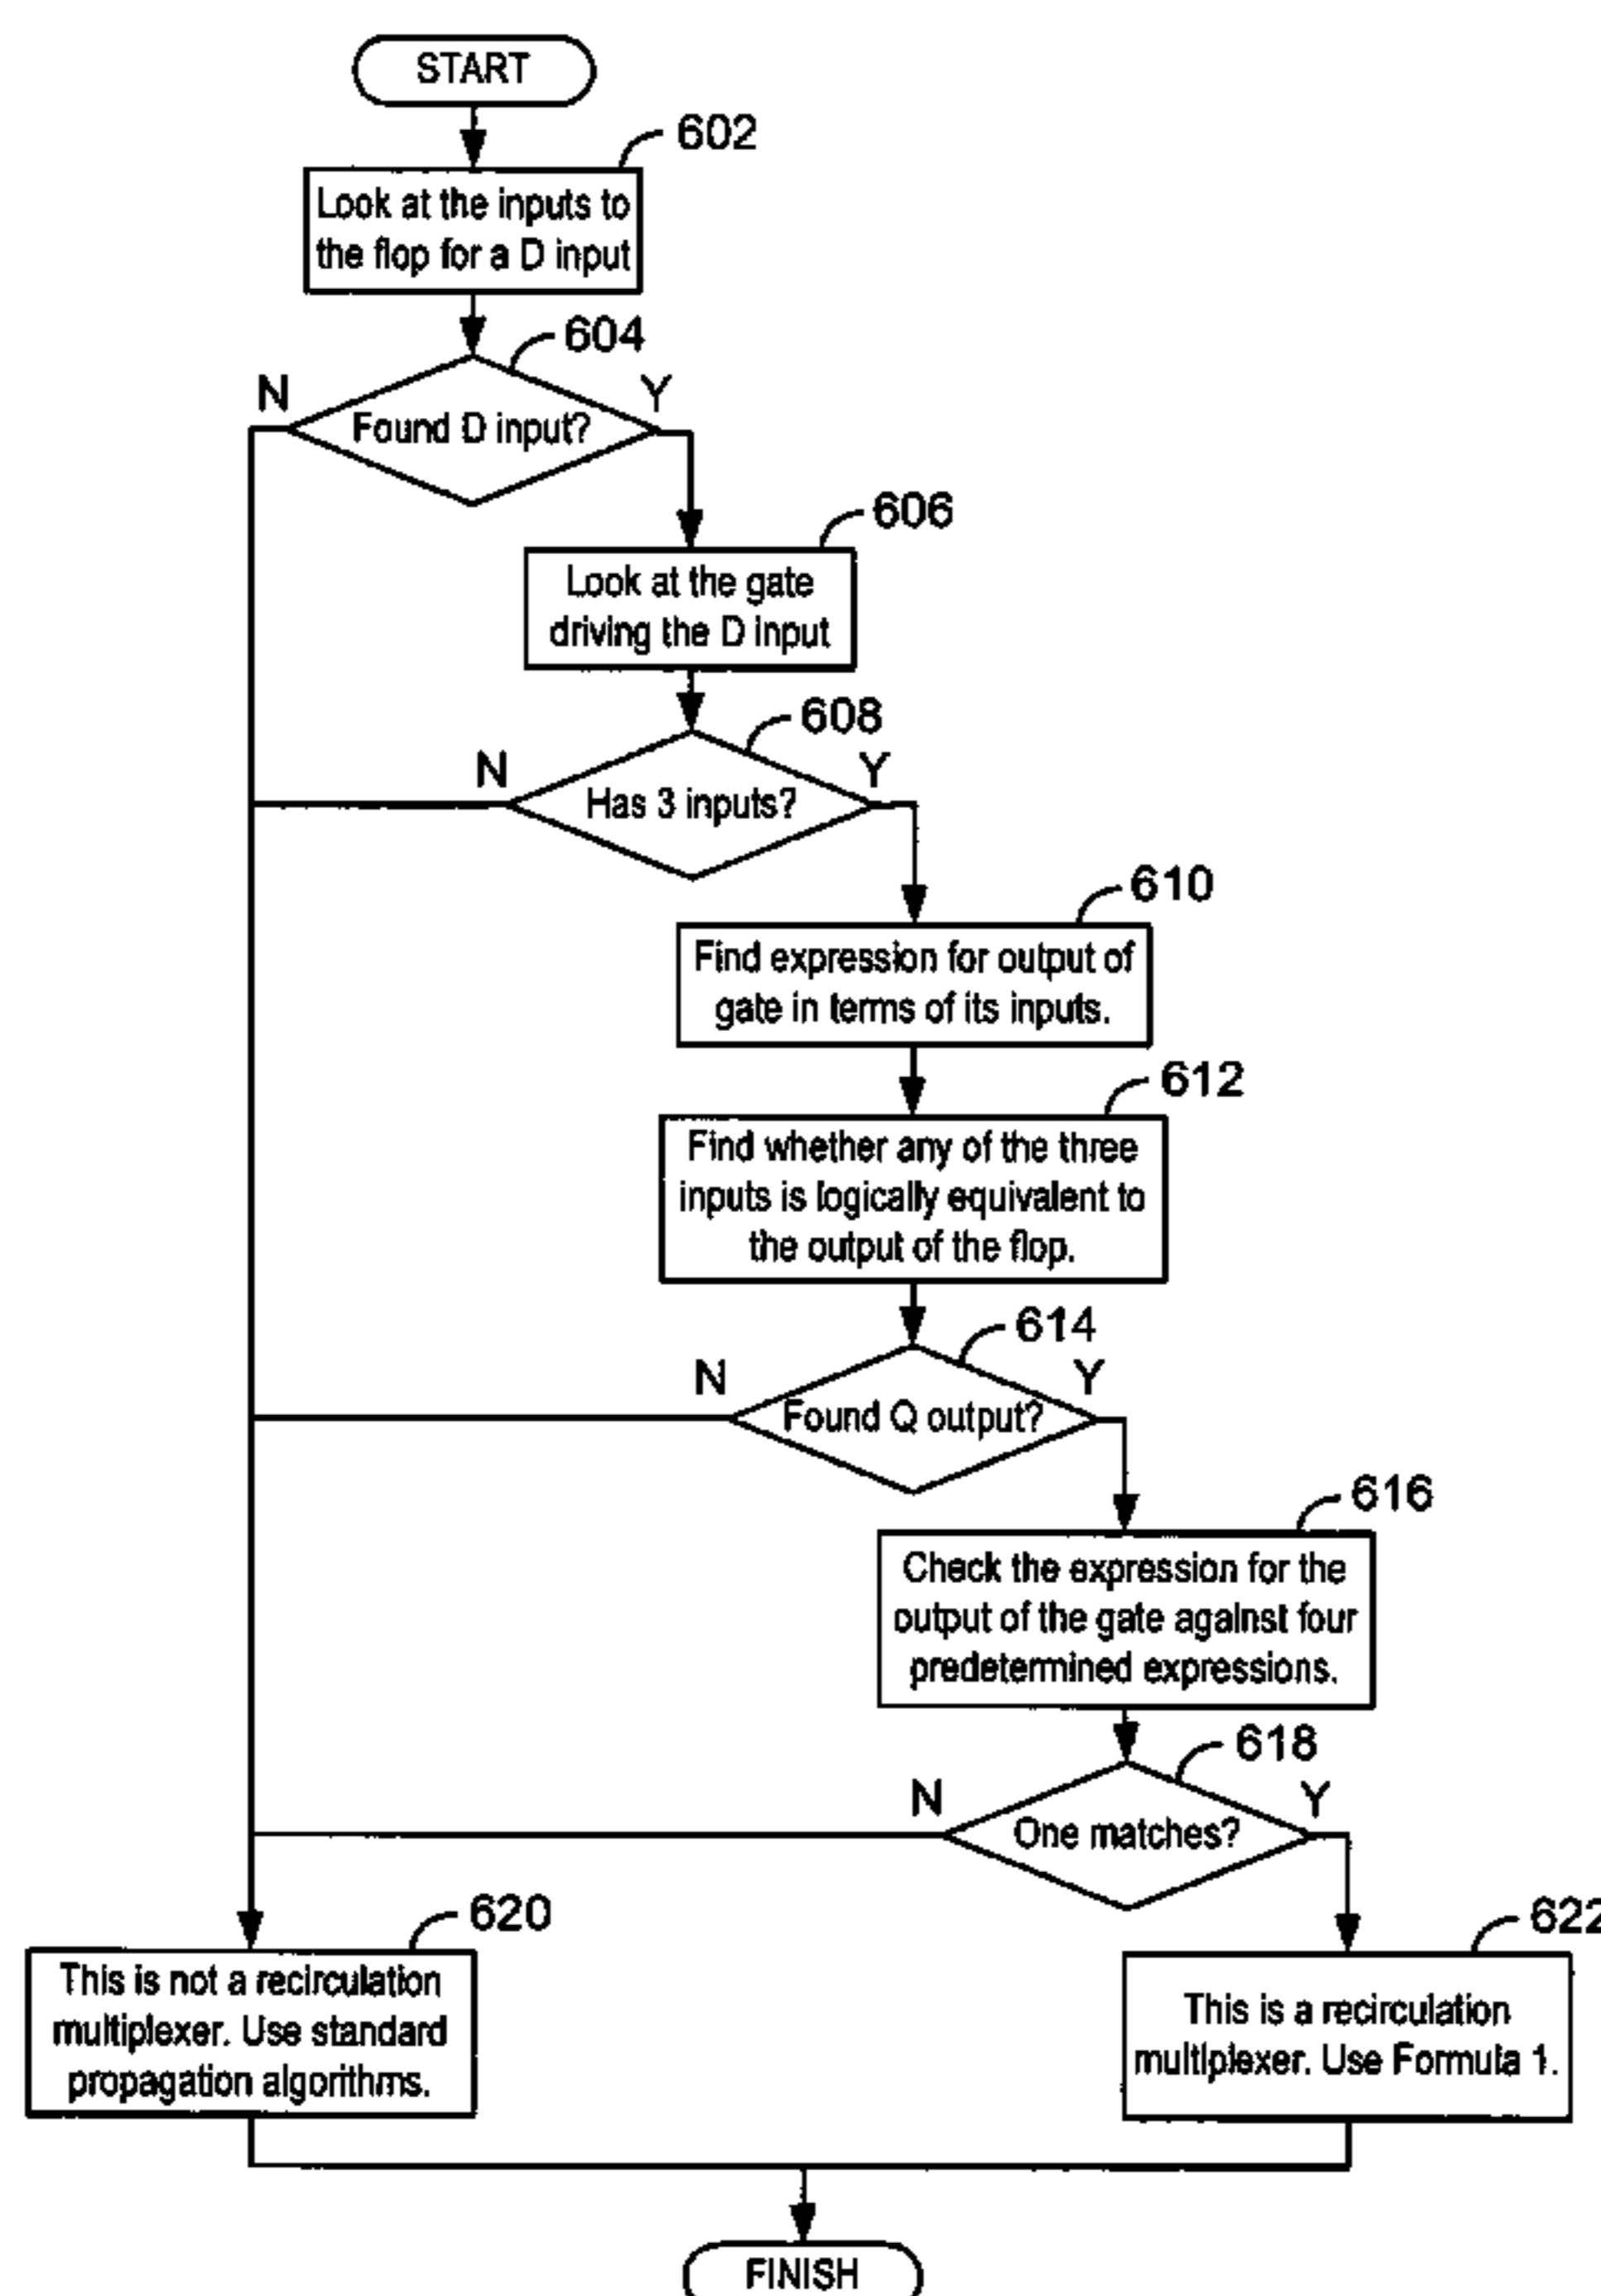 START
602
Look at the inputs to
the flop for a D input
604
N
Y
Found D input?
606
Look at the gate
driving the D input
608
N
Y
Has 3 inputs?
610
Find expression for output of
gate in terms of its inputs.
612
Find whether any of the three
inputs is logically equivalent to
the output of the flop.
614
N
Y
Found Q output?
616
Check the expression for the
output of the gate against four
predetermined expressions.
618
N
Y
One matches?
620
This is not a recirculation
multiplexer. Use standard
propagation algorithms.
622
This is a recirculation
multiplexer. Use Formula 1.
FINISH